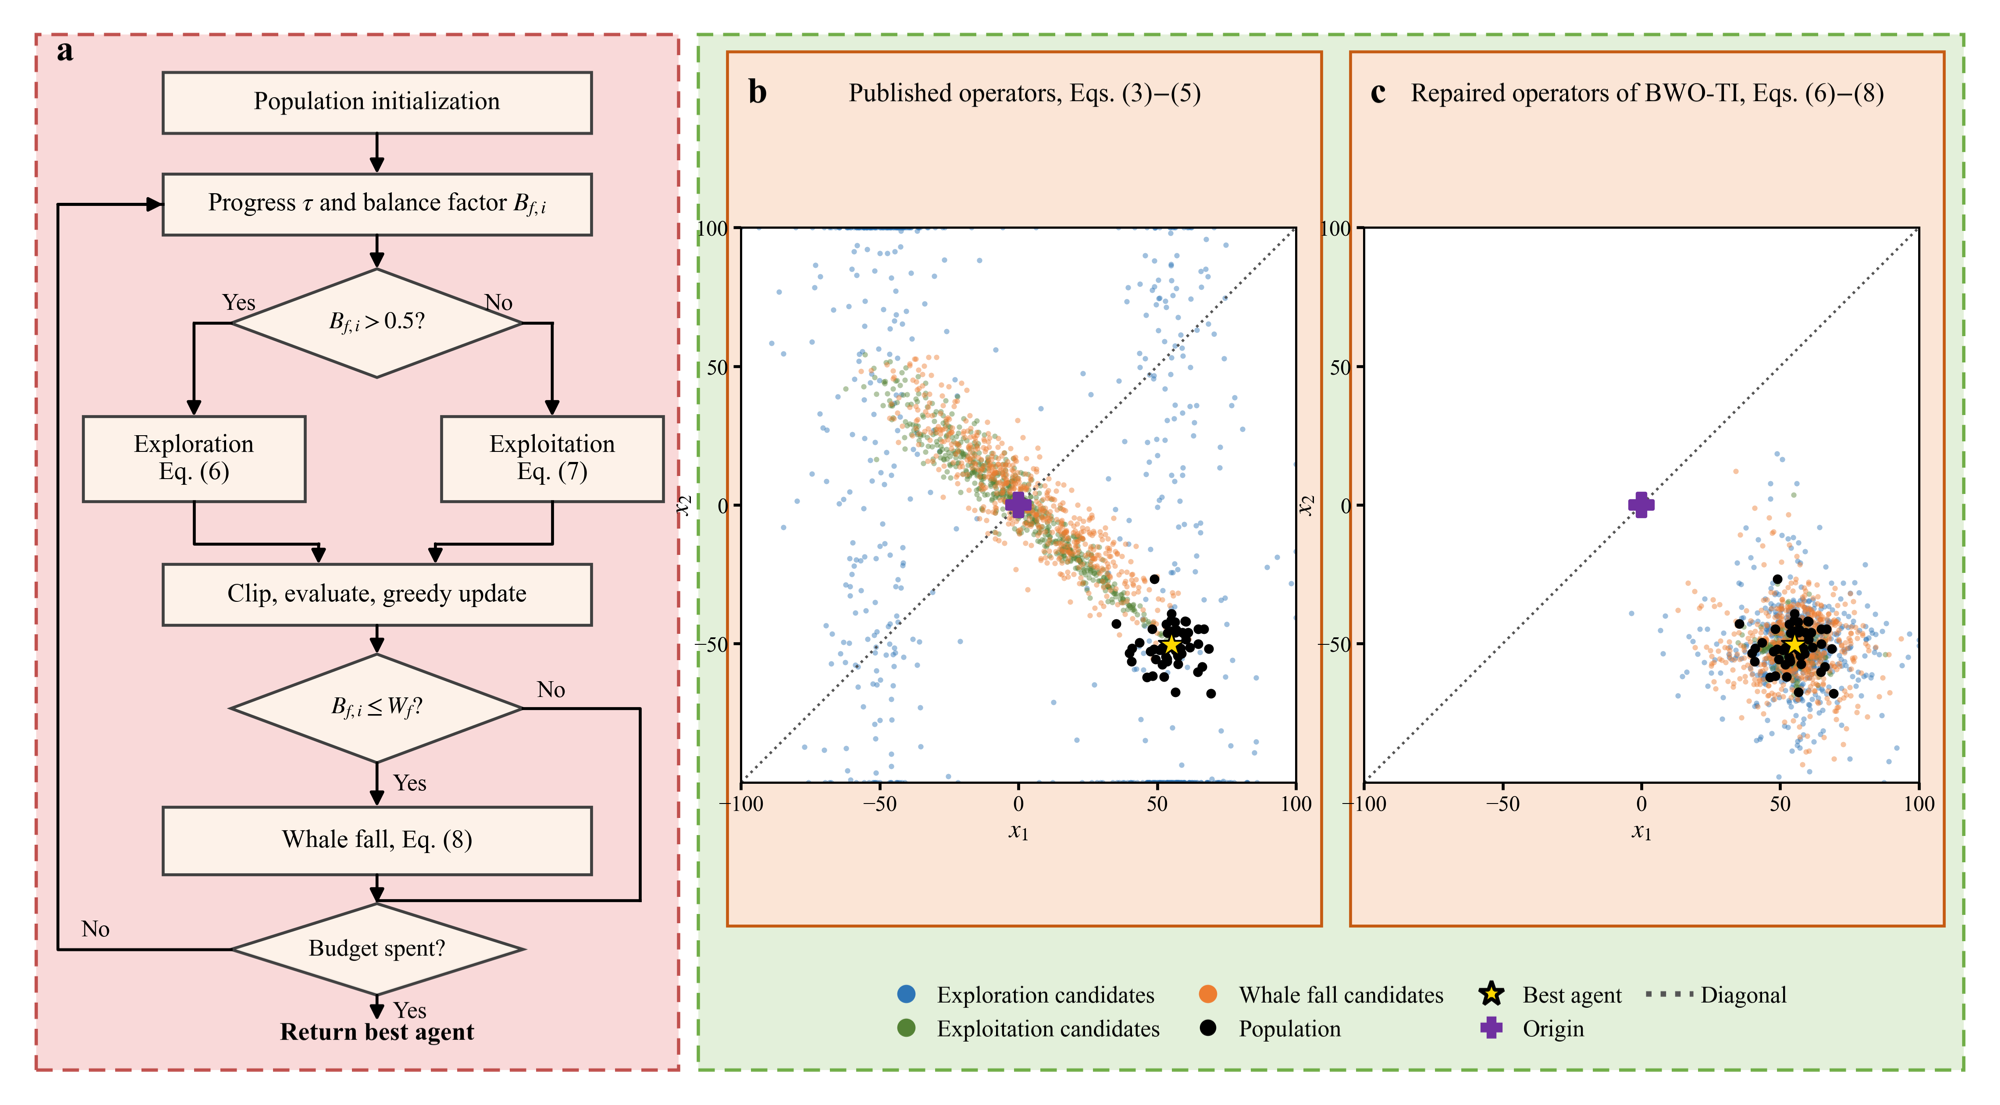 a
Population initialization
Progress τ and balance factor B_{f,i}
B_{f,i} > 0.5?
Yes
No
Exploration
Eq. (6)
Exploitation
Eq. (7)
Clip, evaluate, greedy update
B_{f,i} ≤ W_f?
No
Yes
Whale fall, Eq. (8)
Budget spent?
No
Yes
Return best agent
b
Published operators, Eqs. (3)–(5)
100
50
0
−50
x_2
−100
−50
0
50
100
x_1
c
Repaired operators of BWO-TI, Eqs. (6)–(8)
100
50
0
−50
x_2
−100
−50
0
50
100
x_1
Exploration candidates
Whale fall candidates
Best agent
Diagonal
Exploitation candidates
Population
Origin